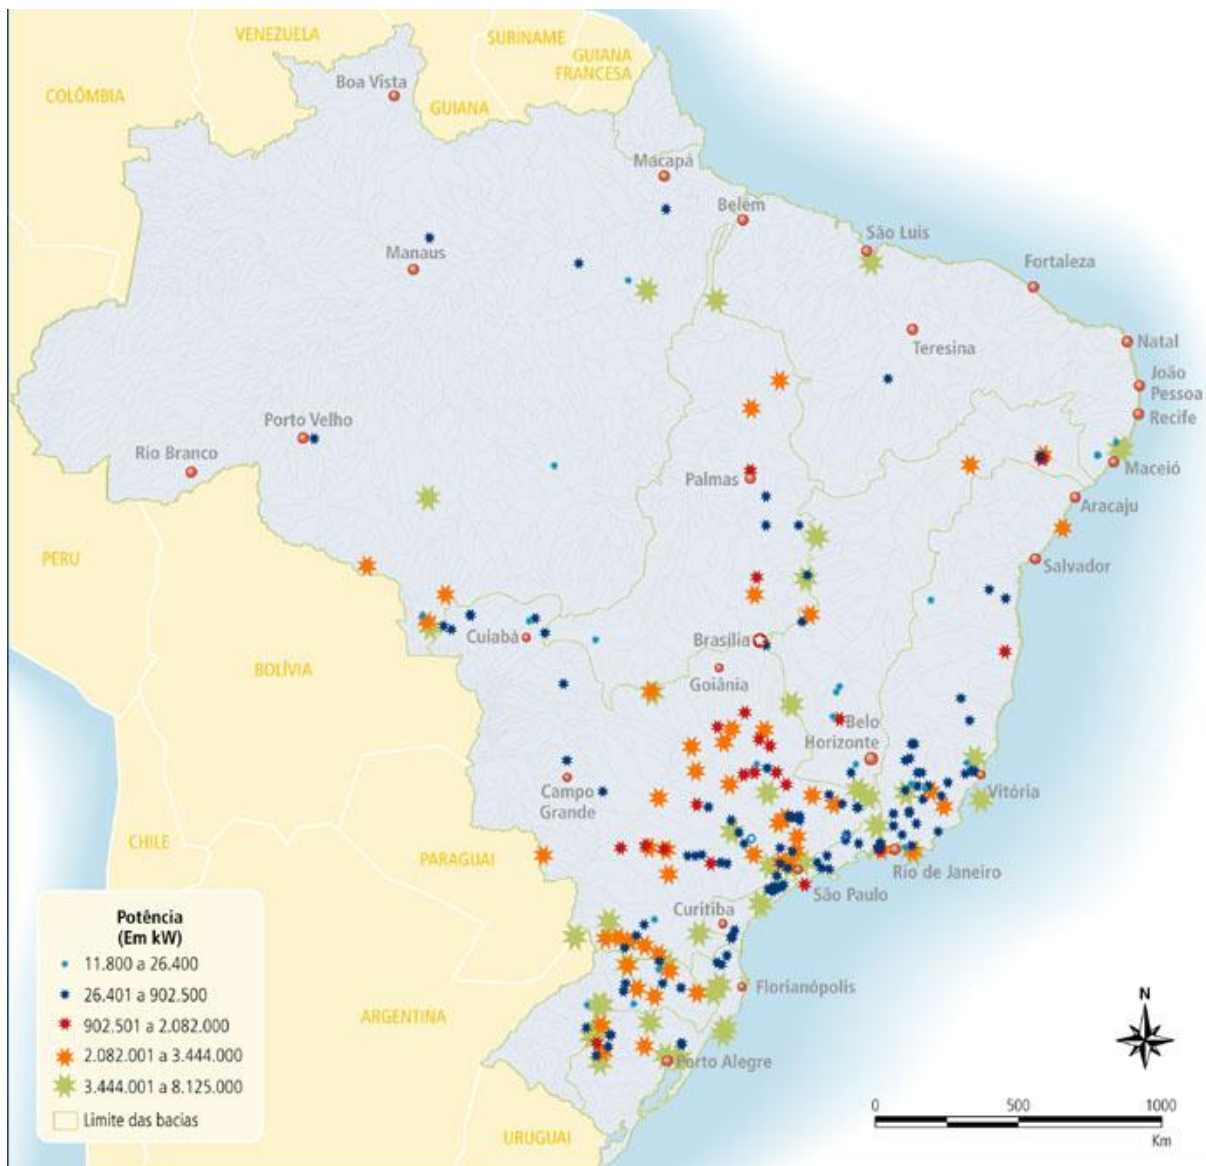 VENEZUELA
SURINAME
GUIANA
FRANCESA
COLÔMBIA
Boa Vista
GUIANA
Macapá
Belém
São Luis
Manaus
Fortaleza
Teresina
Natal
João
Pessoa
Recife
Porto Velho
Rio Branco
Palmas
Maceió
Aracaju
PERU
Salvador
Cuiabá
Brasília
BOLÍVIA
Goiânia
Belo
Horizonte
Campo
Grande
Vitória
CHILE
PARAGUAI
Rio de Janeiro
São Paulo
Curitiba
Potência
(Em kW)
11.800 a 26.400
26.401 a 902.500
902.501 a 2.082.000
2.082.001 a 3.444.000
3.444.001 a 8.125.000
Limite das bacias
Florianópolis
ARGENTINA
N
Porto Alegre
0 500 1000
Km
URUGUAI